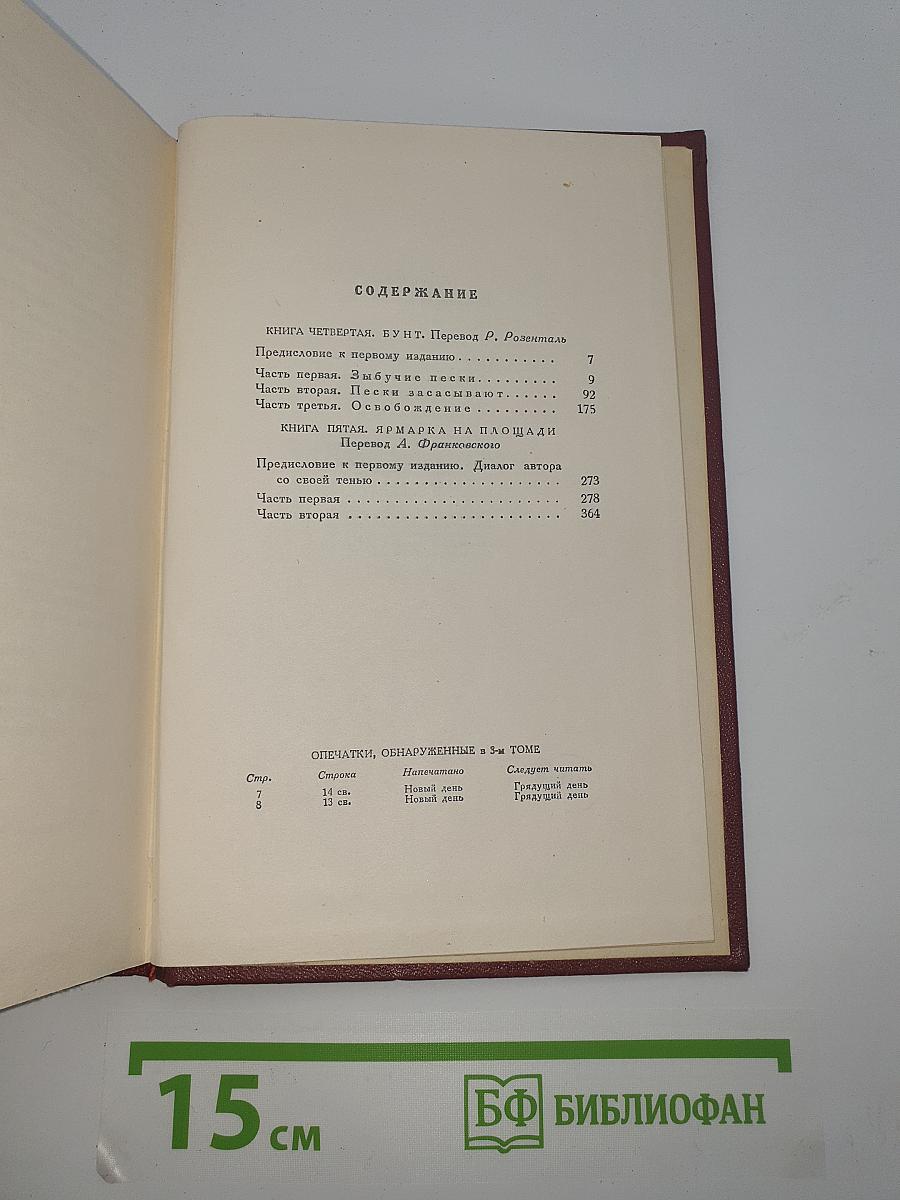 СОДЕРЖАНИЕ
КНИГА ЧЕТВЕРТАЯ. БУНТ. Перевод Р. Розенталь
Предисловие к первому изданию . . . . . . . . . . . 7
Часть первая. Зыбучие пески. . . . . . . . . 9
Часть вторая. Пески засасывают. . . . . . 92
Часть третья. Освобождение . . . . . . . . . 175
КНИГА ПЯТАЯ. ЯРМАРКА НА ПЛОЩАДИ
Перевод А. Франковского
Предисловие к первому изданию. Диалог автора
со своей тенью . . . . . . . . . . . . . . . . . . . . 273
Часть первая . . . . . . . . . . . . . . . . . . . . . . . 278
Часть вторая . . . . . . . . . . . . . . . . . . . . . . . 364
ОПЕЧАТКИ, ОБНАРУЖЕННЫЕ в 3-м ТОМЕ
Стр. Строка Напечатано Следует читать
7 14 св. Новый день Грядущий день
8 13 св. Новый день Грядущий день
15 см БФ БИБЛИОФАН